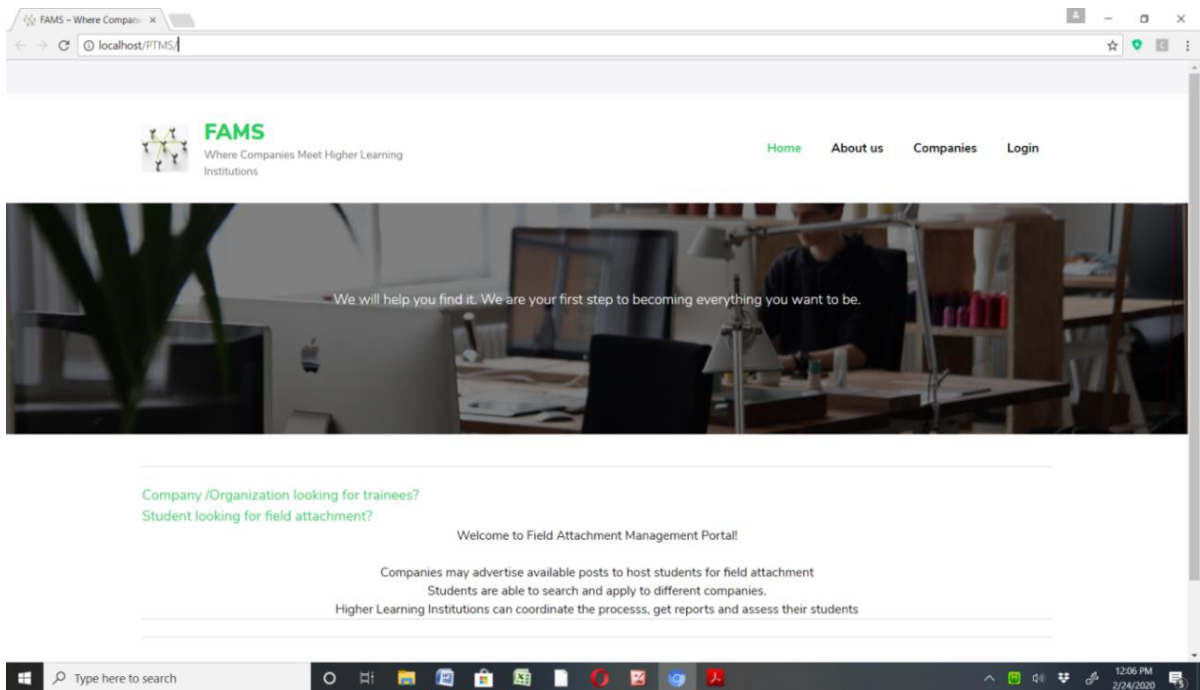 FAMS – Where Compani
localhost/PTMS/
FAMS
Where Companies Meet Higher Learning
Institutions
Home About us Companies Login
We will help you find it. We are your first step to becoming everything you want to be.
Company /Organization looking for trainees?
Student looking for field attachment?
Welcome to Field Attachment Management Portal!
Companies may advertise available posts to host students for field attachment
Students are able to search and apply to different companies.
Higher Learning Institutions can coordinate the processs, get reports and assess their students
Type here to search
12:06 PM
2/24/2020
5